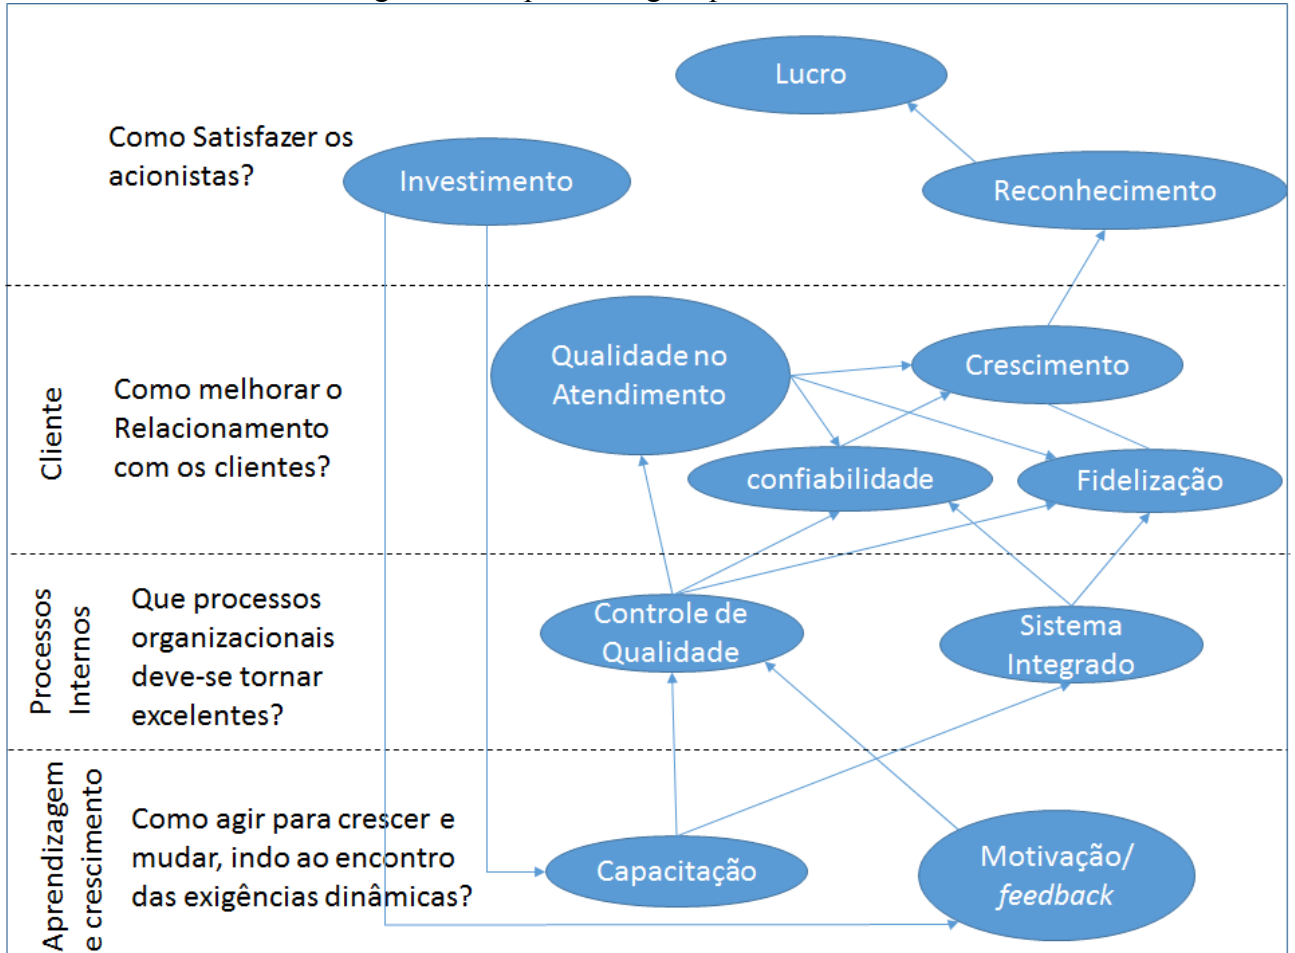 Lucro
Como Satisfazer os
acionistas?
Investimento
Reconhecimento
Cliente
Como melhorar o
Relacionamento
com os clientes?
Qualidade no
Atendimento
Crescimento
confiabilidade
Fidelização
Processos
Internos
Que processos
organizacionais
deve-se tornar
excelentes?
Controle de
Qualidade
Sistema
Integrado
Aprendizagem
e crescimento
Como agir para crescer e
mudar, indo ao encontro
das exigências dinâmicas?
Capacitação
Motivação/
feedback